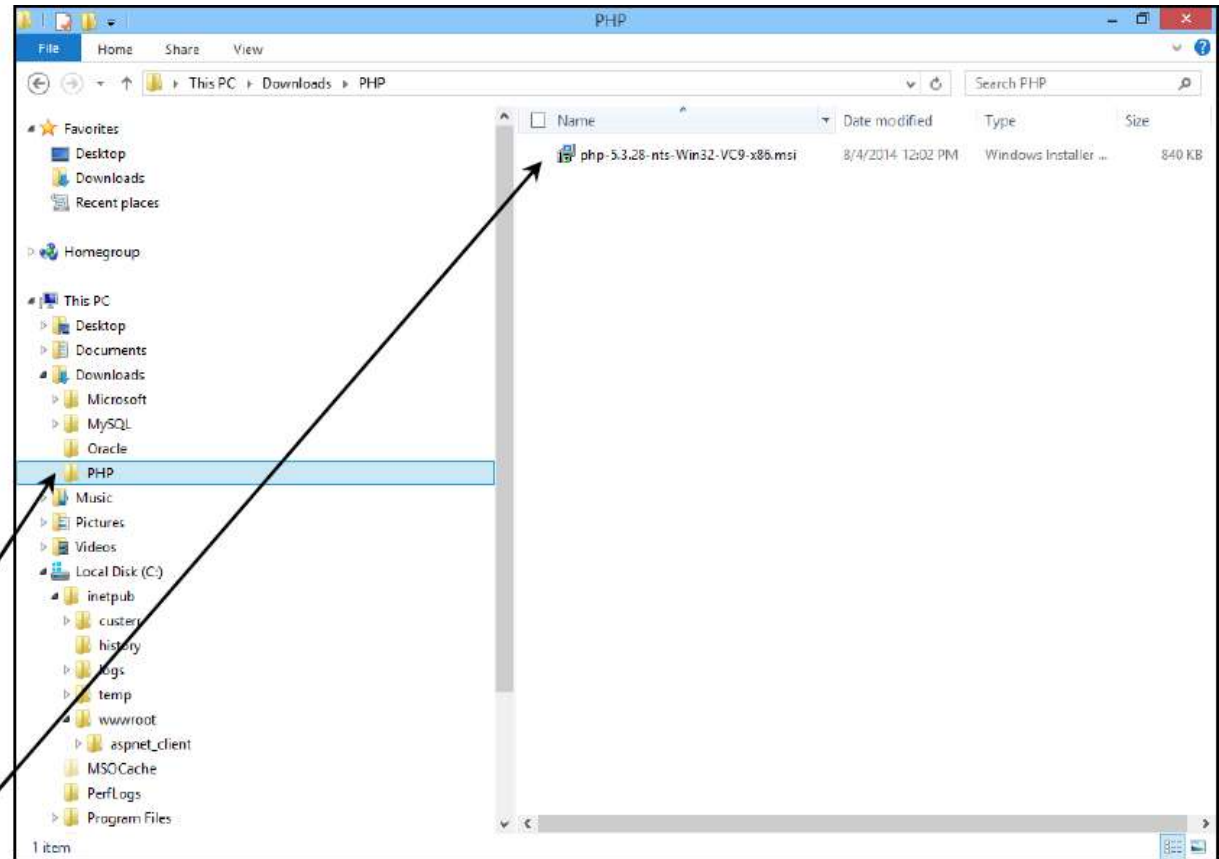 PHP
File Home Share View
This PC Downloads PHP
Search PHP
Favorites
Desktop
Downloads
Recent places
Homegroup
This PC
Desktop
Documents
Downloads
Microsoft
MySQL
Oracle
PHP
Music
Pictures
Videos
Local Disk (C:)
inetpub
custerr
history
logs
temp
wwwroot
aspnet_client
MSOCache
PerfLogs
Program Files
Name Date modified Type Size
php-5.3.28-nts-Win32-VC9-x86.msi 8/4/2014 12:02 PM Windows Installer ... 840 KB
1 item